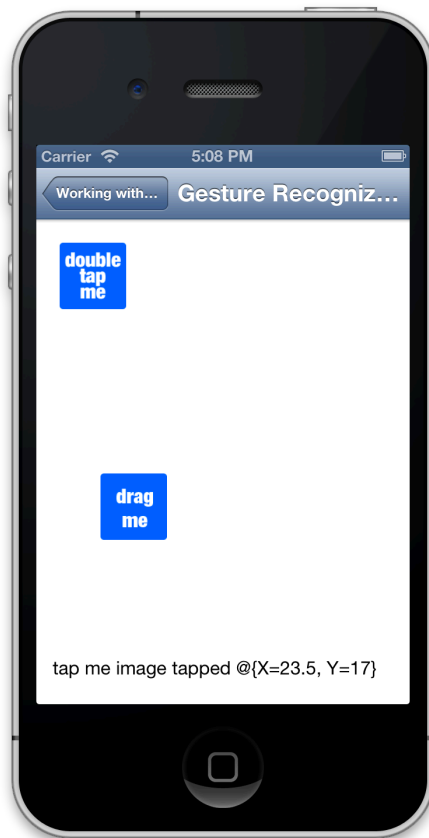 Carrier 5:08 PM
Working with... Gesture Recogniz...
double
tap
me
drag
me
tap me image tapped @{X=23.5, Y=17}